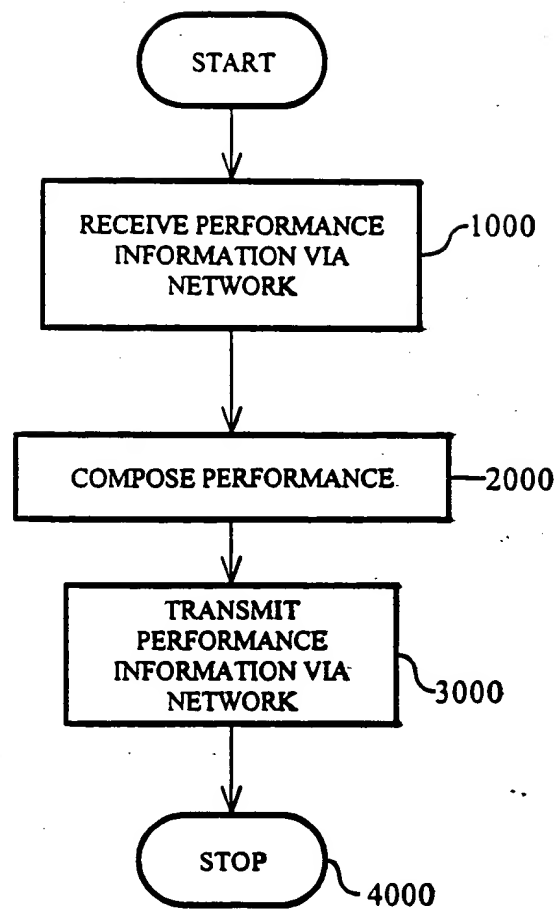 START
RECEIVE PERFORMANCE
INFORMATION VIA
NETWORK
1000
COMPOSE PERFORMANCE
2000
TRANSMIT
PERFORMANCE
INFORMATION VIA
NETWORK
3000
STOP
4000